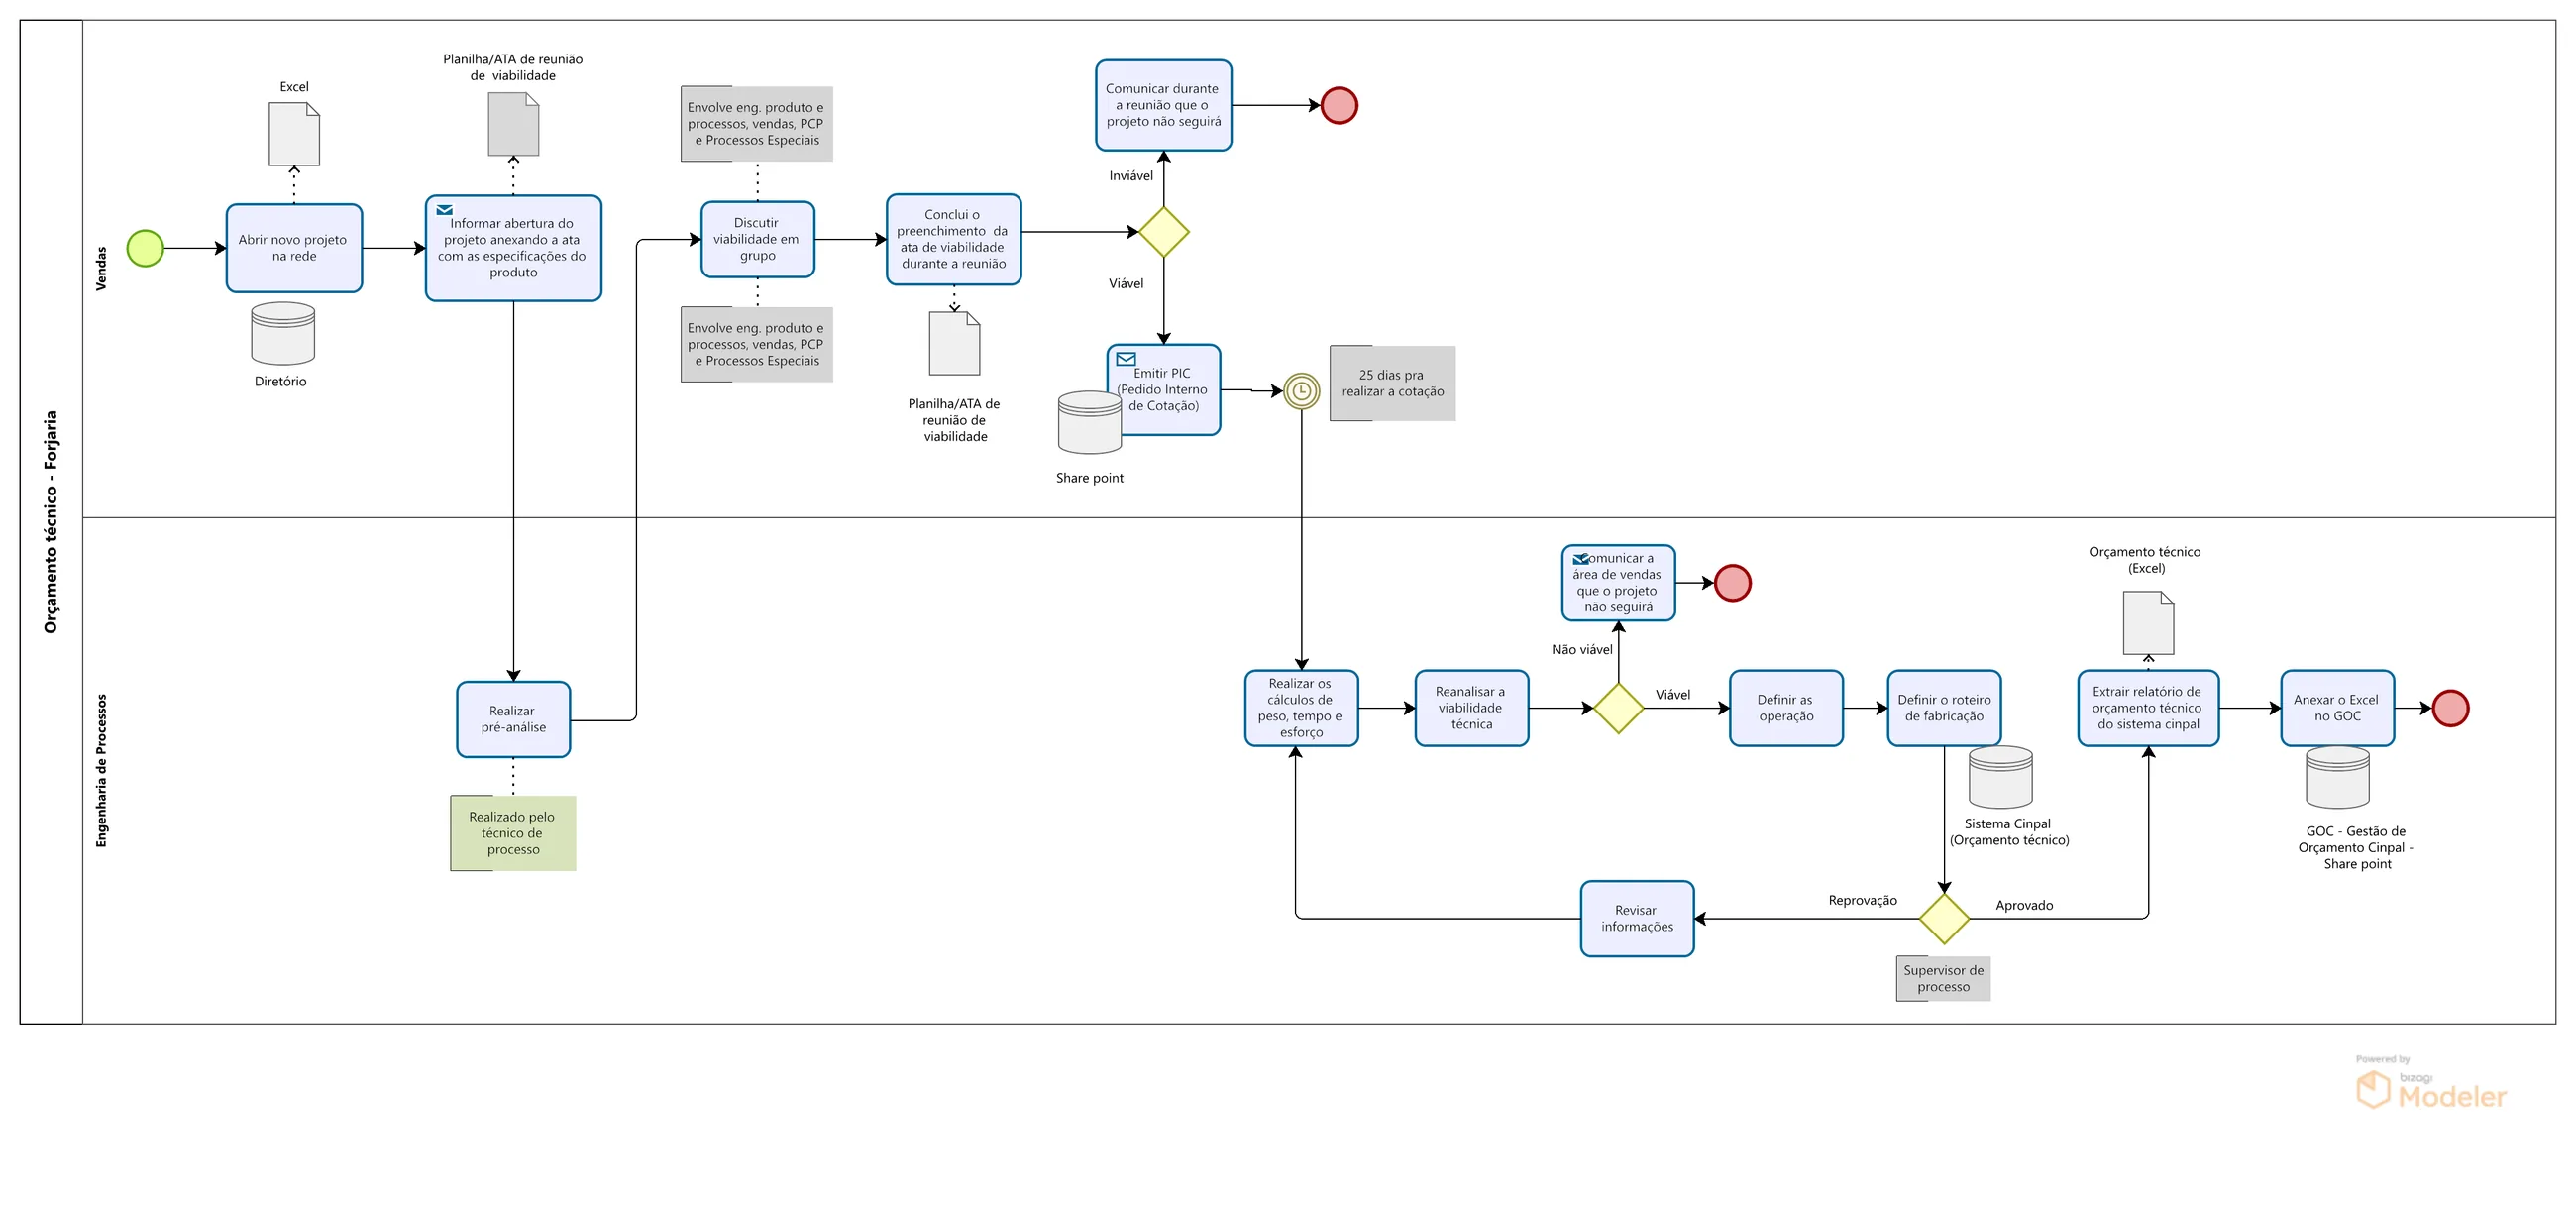 Orçamento técnico - Forjaria
Vendas
Excel
Abrir novo projeto
na rede
Diretório
Planilha/ATA de reunião
de viabilidade
Informar abertura do
projeto anexando a ata
com as especificações do
produto
Envolve eng. produto e
processos, vendas, PCP
e Processos Especiais
Discutir
viabilidade em
grupo
Envolve eng. produto e
processos, vendas, PCP
e Processos Especiais
Conclui o
preenchimento da
ata de viabilidade
durante a reunião
Planilha/ATA de
reunião de
viabilidade
Comunicar durante
a reunião que o
projeto não seguirá
Inviável
Viável
Emitir PIC
(Pedido Interno
de Cotação)
Share point
25 dias pra
realizar a cotação
Engenharia de Processos
Realizar
pré-análise
Realizado pelo
técnico de
processo
Realizar os
cálculos de
peso, tempo e
esforço
Reanalisar a
viabilidade
técnica
Comunicar a
área de vendas
que o projeto
não seguirá
Não viável
Viável
Definir as
operação
Definir o roteiro
de fabricação
Sistema Cinpal
(Orçamento técnico)
Orçamento técnico
(Excel)
Extrair relatório de
orçamento técnico
do sistema cinpal
Anexar o Excel
no GOC
GOC - Gestão de
Orçamento Cinpal -
Share point
Revisar
informações
Reprovação
Aprovado
Supervisor de
processo
Powered by
bizagi
Modeler